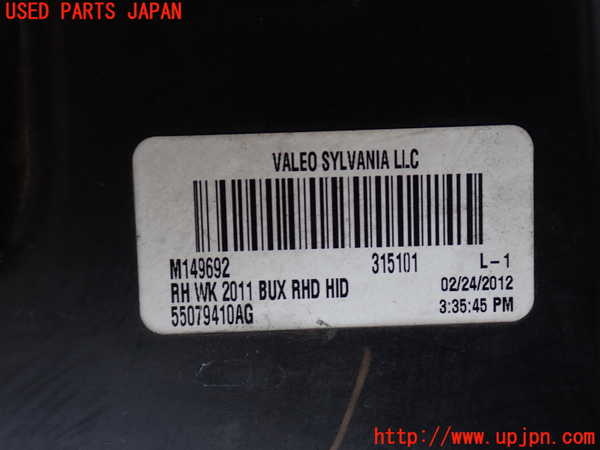 USED PARTS JAPAN
VALEO SYLVANIA LLC
M149692 315101 L-1
RH WK 2011 BUX RHD HID 02/24/2012
55079410AG 3:35:45 PM
http://www.upjpn.com/